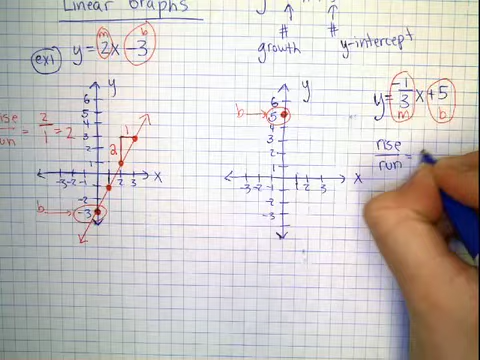 Linear Graphs
#
growth
#
y-intercept
ex1
y = 2x - 3
m
b
y
6
5
4
3
2
1
-3 -2 -1
1 2 3
x
-2
-3
b
rise
run
= 2/1 = 2
2
1
y
6
5
4
3
2
1
-3 -2 -1
1 2 3
x
-2
-3
b
y = -1/3 x + 5
m
b
rise
run
=